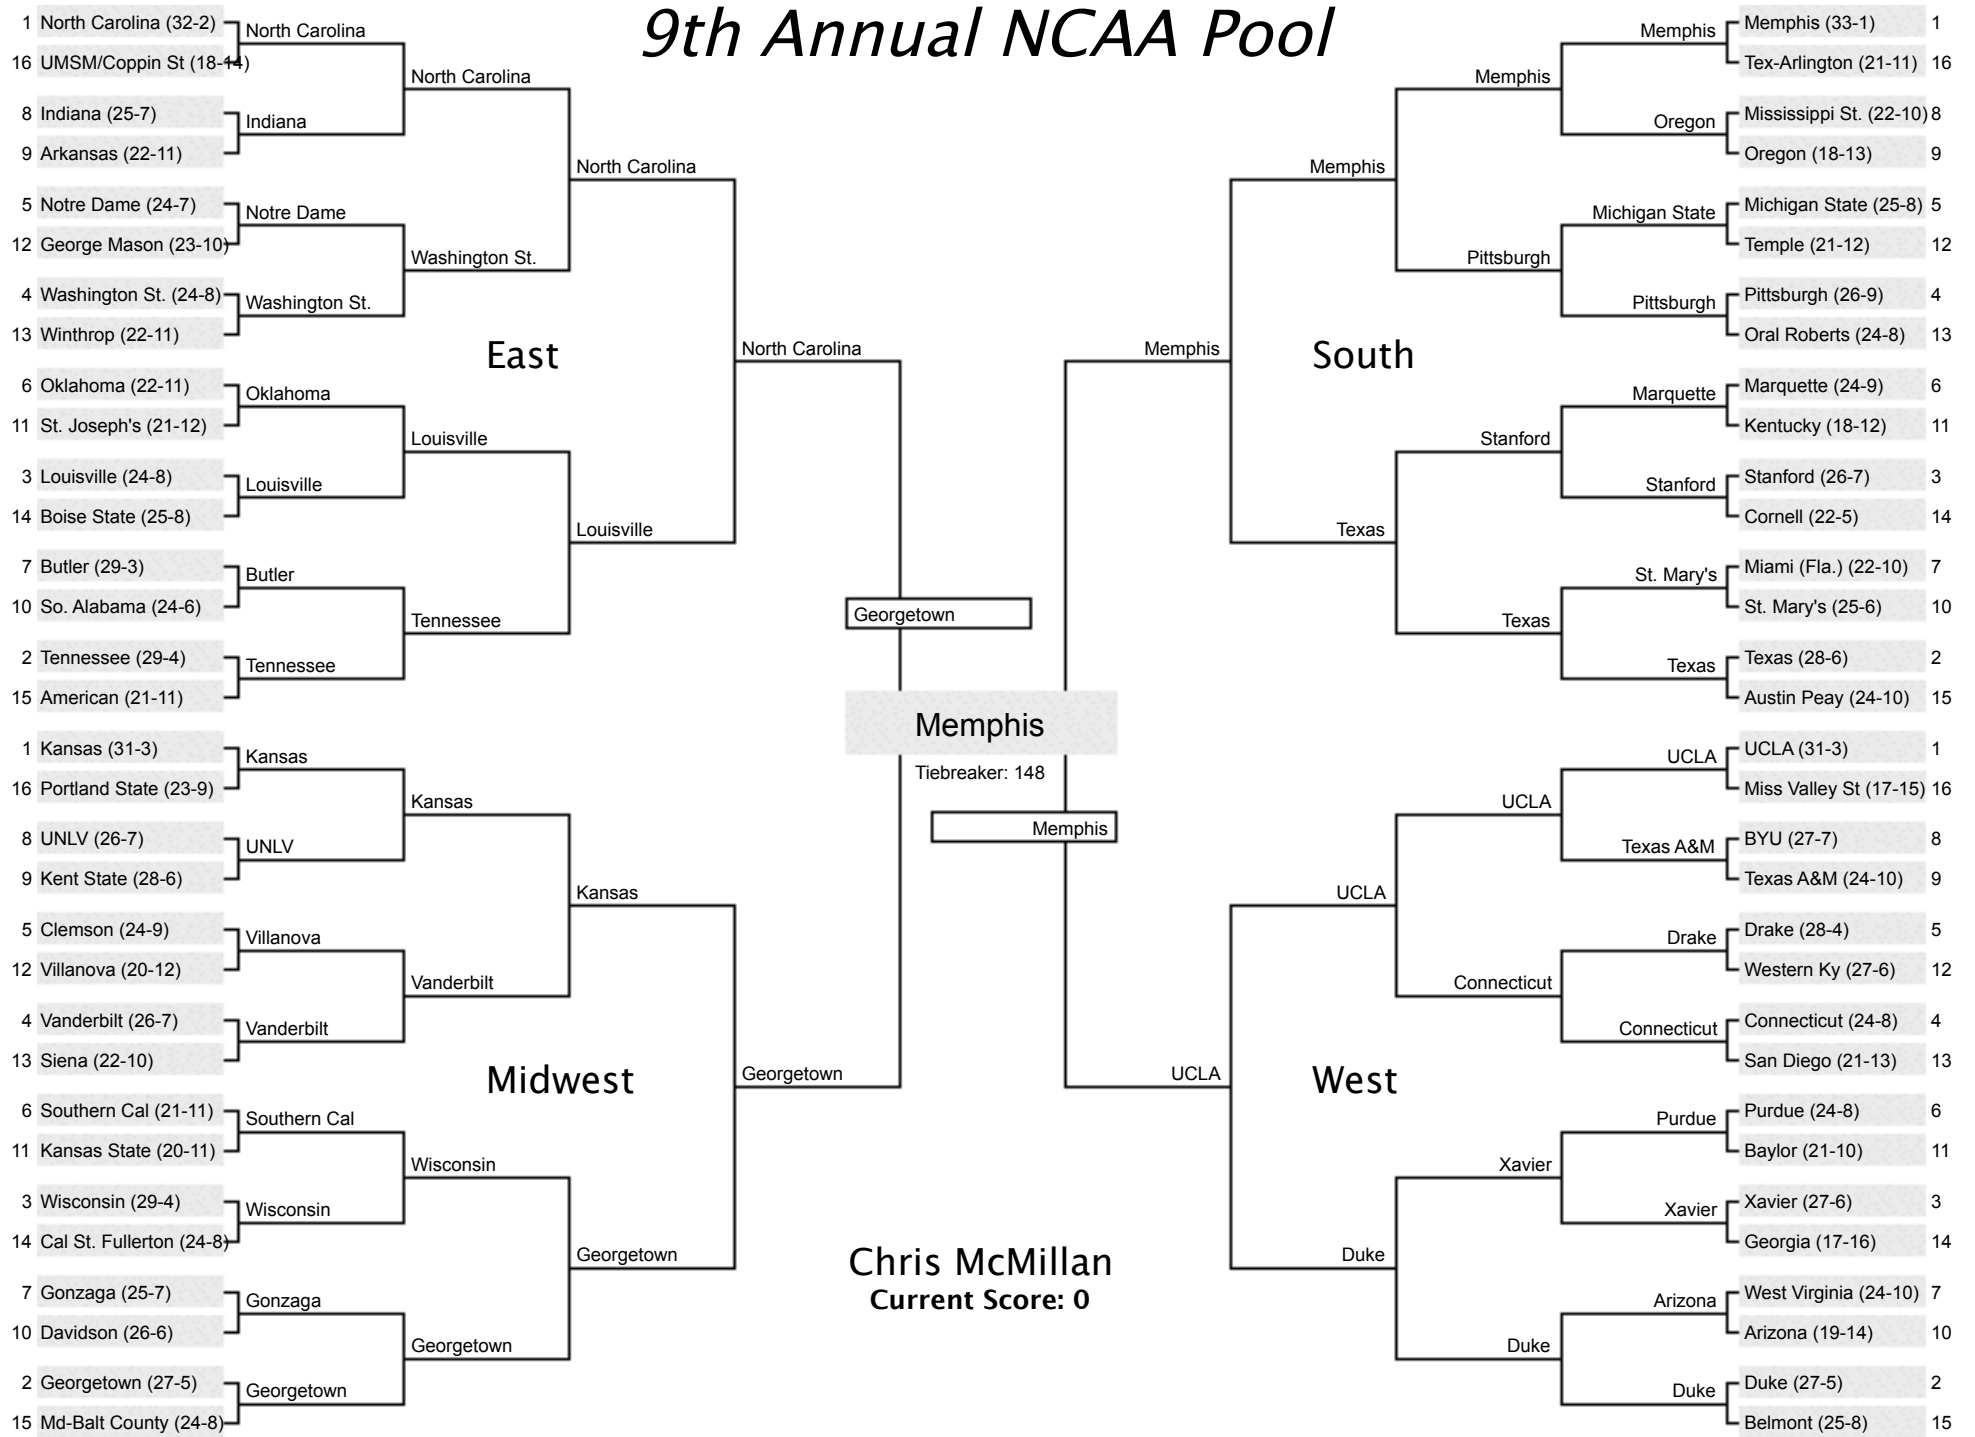 9th Annual NCAA Pool
1 North Carolina (32-2)
16 UMSM/Coppin St (18-14)
8 Indiana (25-7)
9 Arkansas (22-11)
5 Notre Dame (24-7)
12 George Mason (23-10)
4 Washington St. (24-8)
13 Winthrop (22-11)
6 Oklahoma (22-11)
11 St. Joseph's (21-12)
3 Louisville (24-8)
14 Boise State (25-8)
7 Butler (29-3)
10 So. Alabama (24-6)
2 Tennessee (29-4)
15 American (21-11)
North Carolina
Indiana
Notre Dame
Washington St.
Oklahoma
Louisville
Butler
Tennessee
North Carolina
Washington St.
Louisville
Tennessee
North Carolina
Louisville
East
North Carolina
1 Kansas (31-3)
16 Portland State (23-9)
8 UNLV (26-7)
9 Kent State (28-6)
5 Clemson (24-9)
12 Villanova (20-12)
4 Vanderbilt (26-7)
13 Siena (22-10)
6 Southern Cal (21-11)
11 Kansas State (20-11)
3 Wisconsin (29-4)
14 Cal St. Fullerton (24-8)
7 Gonzaga (25-7)
10 Davidson (26-6)
2 Georgetown (27-5)
15 Md-Balt County (24-8)
Kansas
UNLV
Villanova
Vanderbilt
Southern Cal
Wisconsin
Gonzaga
Georgetown
Kansas
Vanderbilt
Wisconsin
Georgetown
Kansas
Georgetown
Midwest
Georgetown
Georgetown
Memphis
Tiebreaker: 148
Memphis
Chris McMillan
Current Score: 0
Memphis (33-1) 1
Tex-Arlington (21-11) 16
Mississippi St. (22-10) 8
Oregon (18-13) 9
Michigan State (25-8) 5
Temple (21-12) 12
Pittsburgh (26-9) 4
Oral Roberts (24-8) 13
Marquette (24-9) 6
Kentucky (18-12) 11
Stanford (26-7) 3
Cornell (22-5) 14
Miami (Fla.) (22-10) 7
St. Mary's (25-6) 10
Texas (28-6) 2
Austin Peay (24-10) 15
Memphis
Oregon
Michigan State
Pittsburgh
Marquette
Stanford
St. Mary's
Texas
Memphis
Pittsburgh
Stanford
Texas
Memphis
Texas
South
Memphis
UCLA (31-3) 1
Miss Valley St (17-15) 16
BYU (27-7) 8
Texas A&M (24-10) 9
Drake (28-4) 5
Western Ky (27-6) 12
Connecticut (24-8) 4
San Diego (21-13) 13
Purdue (24-8) 6
Baylor (21-10) 11
Xavier (27-6) 3
Georgia (17-16) 14
West Virginia (24-10) 7
Arizona (19-14) 10
Duke (27-5) 2
Belmont (25-8) 15
UCLA
Texas A&M
Drake
Connecticut
Purdue
Xavier
Arizona
Duke
UCLA
Connecticut
Xavier
Duke
UCLA
Duke
West
UCLA